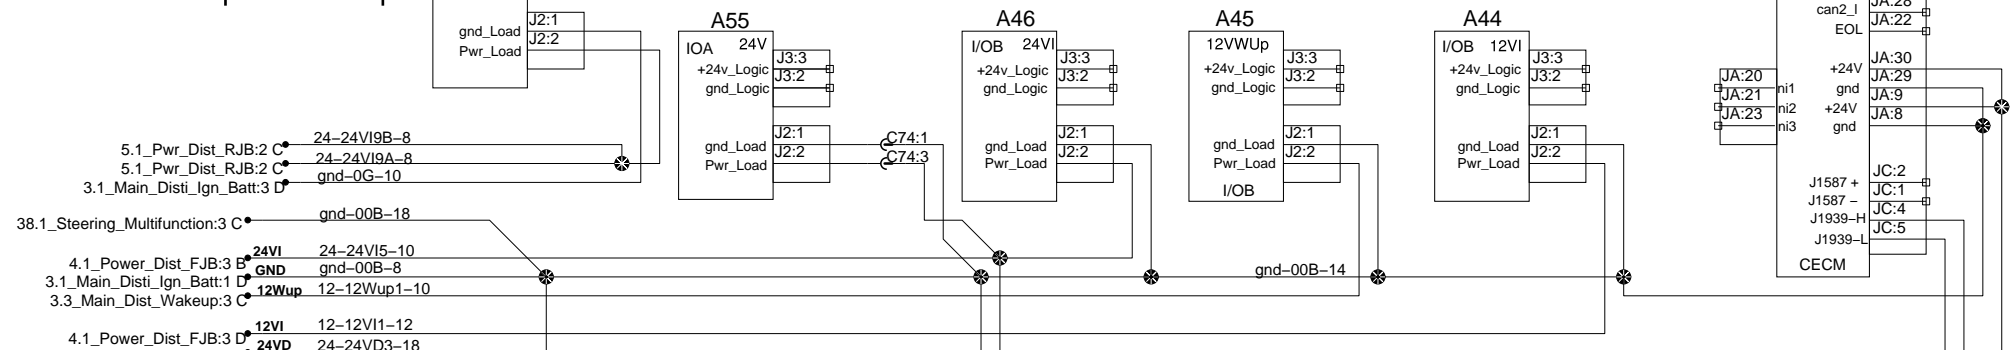 J2:1
gnd_Load
J2:2
Pwr_Load
A55
IOA 24V
J3:3
+24v_Logic
J3:2
gnd_Logic
J2:1
gnd_Load
J2:2
Pwr_Load
C74:1
C74:3
A46
I/OB 24VI
J3:3
+24v_Logic
J3:2
gnd_Logic
J2:1
gnd_Load
J2:2
Pwr_Load
A45
12VWUp
J3:3
+24v_Logic
J3:2
gnd_Logic
J2:1
gnd_Load
J2:2
Pwr_Load
I/OB
A44
I/OB 12VI
J3:3
+24v_Logic
J3:2
gnd_Logic
J2:1
gnd_Load
J2:2
Pwr_Load
JA:28
can2_l
JA:22
EOL
JA:30
+24V
JA:29
gnd
JA:9
+24V
JA:8
gnd
JA:20
ni1
JA:21
ni2
JA:23
ni3
JC:2
J1587 +
JC:1
J1587 –
JC:4
J1939–H
JC:5
J1939–L
CECM
5.1_Pwr_Dist_RJB:2 C 24–24VI9B–8
5.1_Pwr_Dist_RJB:2 C 24–24VI9A–8
3.1_Main_Disti_Ign_Batt:3 D gnd–0G–10
38.1_Steering_Multifunction:3 C gnd–00B–18
4.1_Power_Dist_FJB:3 B 24VI 24–24VI5–10
3.1_Main_Disti_Ign_Batt:1 D GND gnd–00B–8 gnd–00B–14
3.3_Main_Dist_Wakeup:3 C 12Wup 12–12Wup1–10
4.1_Power_Dist_FJB:3 D 12VI 12–12VI1–12
24VD 24–24VD3–18